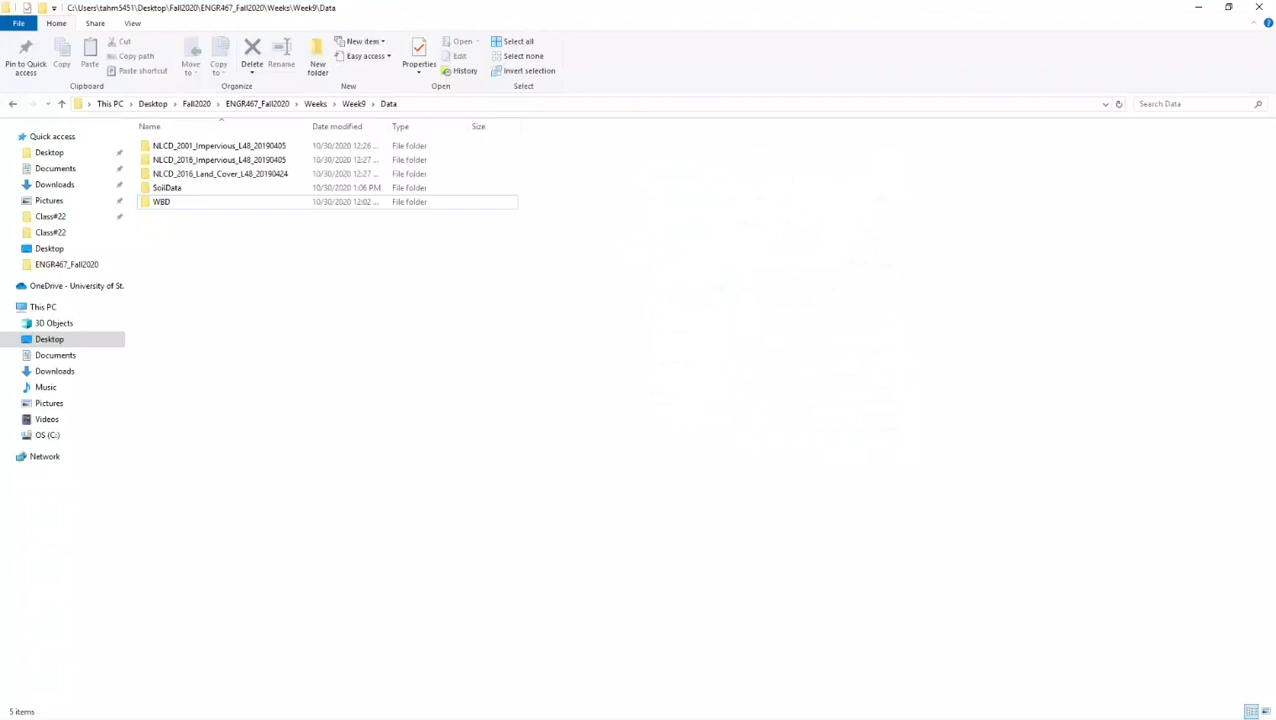 C:\Users\tahm5451\Desktop\Fall2020\ENGR467_Fall2020\Weeks\Week9\Data
File Home Share View
Pin to Quick access
Copy
Paste
Cut
Copy path
Paste shortcut
Move to
Copy to
Delete
Rename
New folder
New item
Easy access
Properties
Open
Edit
History
Select all
Select none
Invert selection
Clipboard Organize New Open Select
This PC Desktop Fall2020 ENGR467_Fall2020 Weeks Week9 Data
Search Data
Name Date modified Type Size
NLCD_2001_Impervious_L48_20190405 10/30/2020 12:26 ... File folder
NLCD_2016_Impervious_L48_20190405 10/30/2020 12:27 ... File folder
NLCD_2016_Land_Cover_L48_20190424 10/30/2020 12:27 ... File folder
SoilData 10/30/2020 1:06 PM File folder
WBD 10/30/2020 12:02 ... File folder
Quick access
Desktop
Documents
Downloads
Pictures
Class#22
Class#22
Desktop
ENGR467_Fall2020
OneDrive - University of St.
This PC
3D Objects
Desktop
Documents
Downloads
Music
Pictures
Videos
OS (C:)
Network
5 items